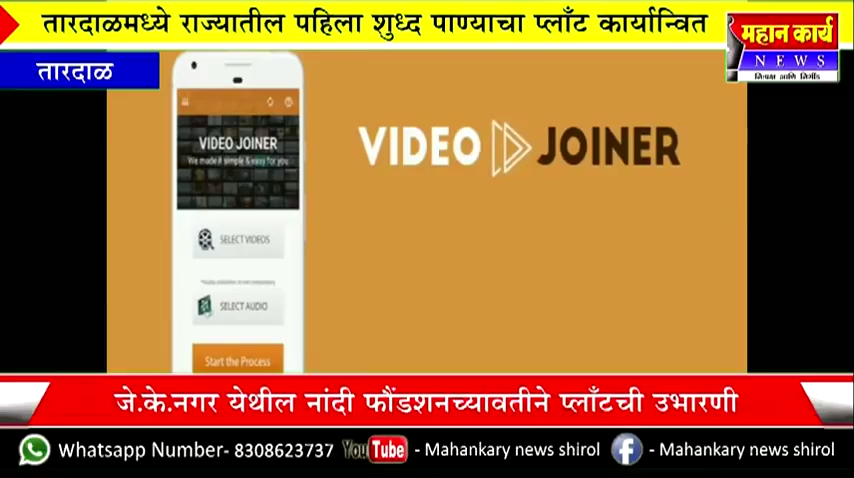 तारदाळमध्ये राज्यातील पहिला शुध्द पाण्याचा प्लाँट कार्यान्वित
महान कार्य
NEWS
निःपक्ष आणि निर्भीड
तारदाळ
VIDEO JOINER
We made it simple & easy for you
VIDEO JOINER
SELECT VIDEOS
SELECT AUDIO
Start the Process
जे.के.नगर येथील नांदी फौंडशनच्यावतीने प्लाँटची उभारणी
Whatsapp Number- 8308623737 YouTube - Mahankary news shirol f - Mahankary news shirol